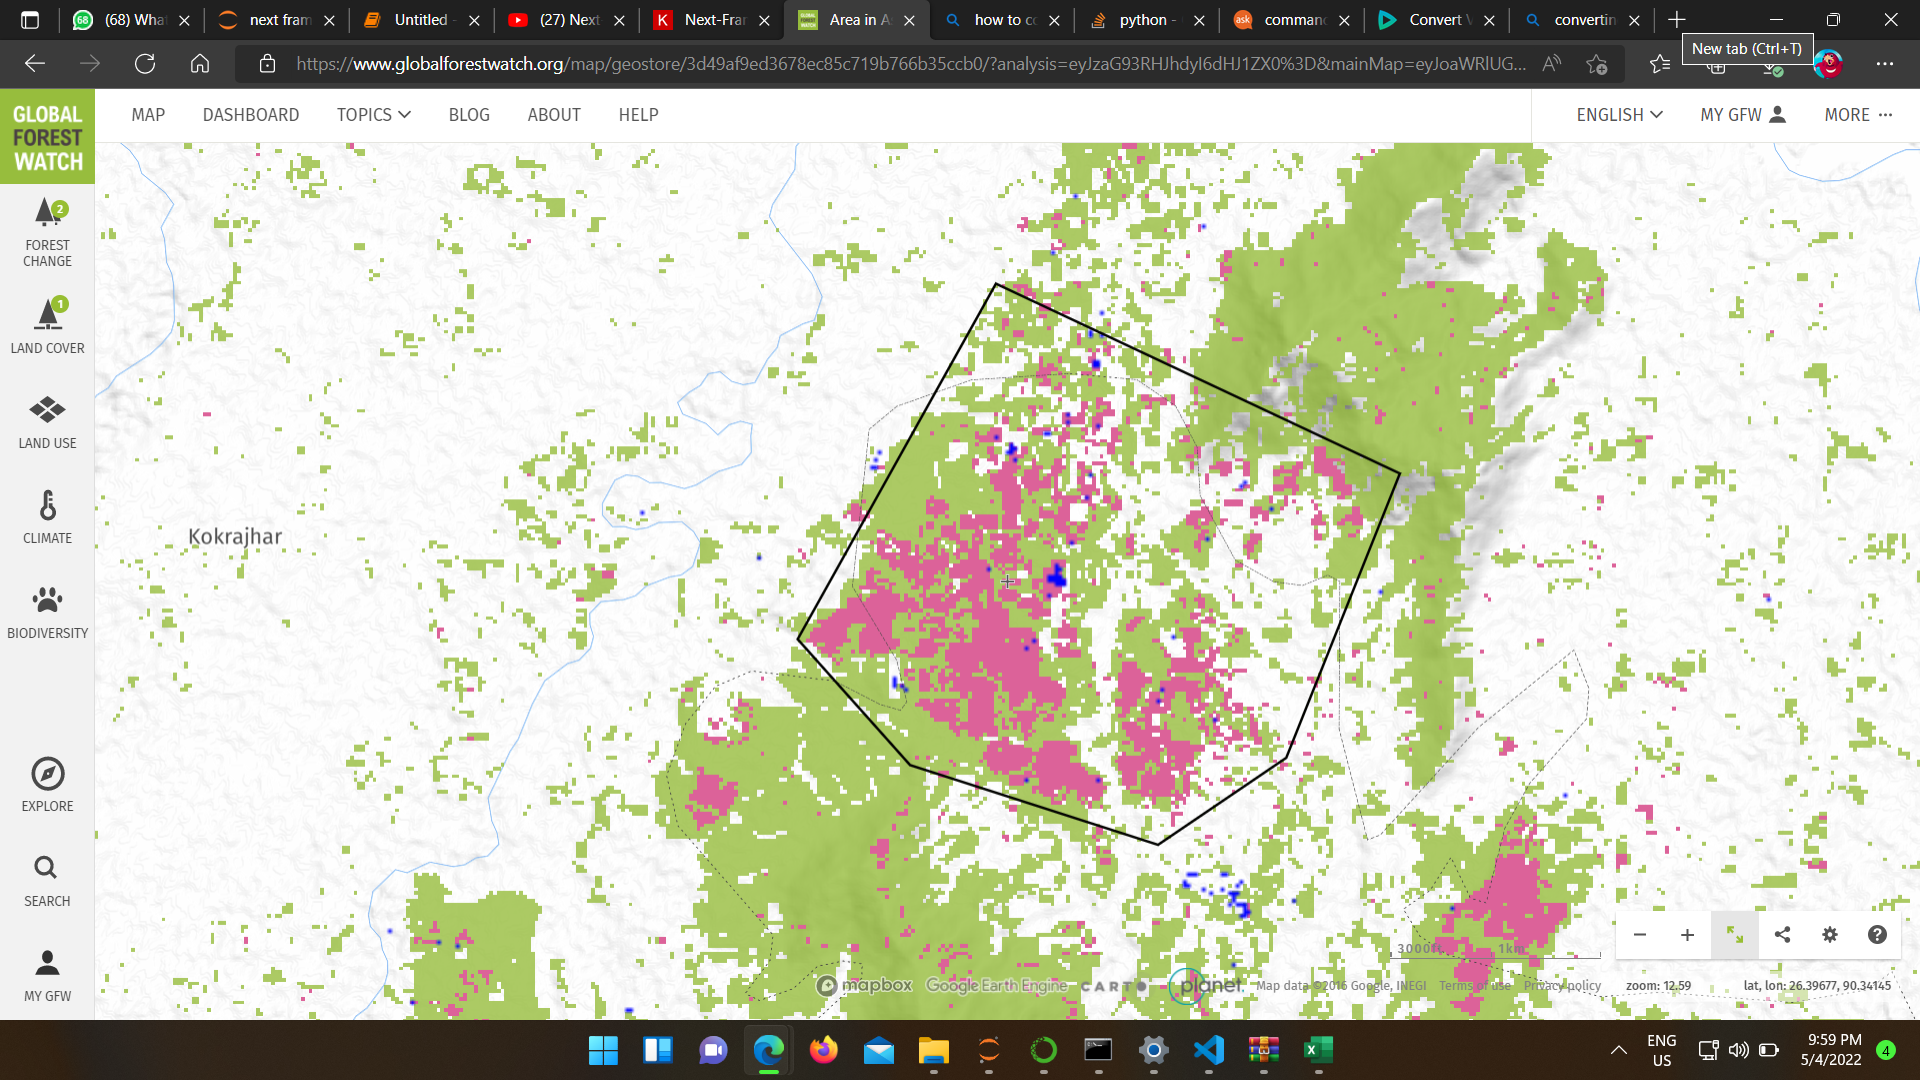 (68) Wha
next fram
Untitled -
(27) Next
Next-Fra
Area in A
how to c
python -
comman
Convert V
convertin
New tab (Ctrl+T)
https://www.globalforestwatch.org/map/geostore/3d49af9ed3678ec85c719b766b35ccb0/?analysis=eyJzaG93RHJhdyI6dHJ1ZX0%3D&mainMap=eyJoaWRlUG...
GLOBAL
FOREST
WATCH
MAP
DASHBOARD
TOPICS
BLOG
ABOUT
HELP
ENGLISH
MY GFW
MORE
2
FOREST
CHANGE
1
LAND COVER
LAND USE
CLIMATE
BIODIVERSITY
EXPLORE
SEARCH
MY GFW
Kokrajhar
3000ft
1km
mapbox
Google Earth Engine
CARTO
planet.
Map data ©2016 Google, INEGI
Terms of use
Privacy policy
zoom: 12.59
lat, lon: 26.39677, 90.34145
ENG
US
9:59 PM
5/4/2022
4